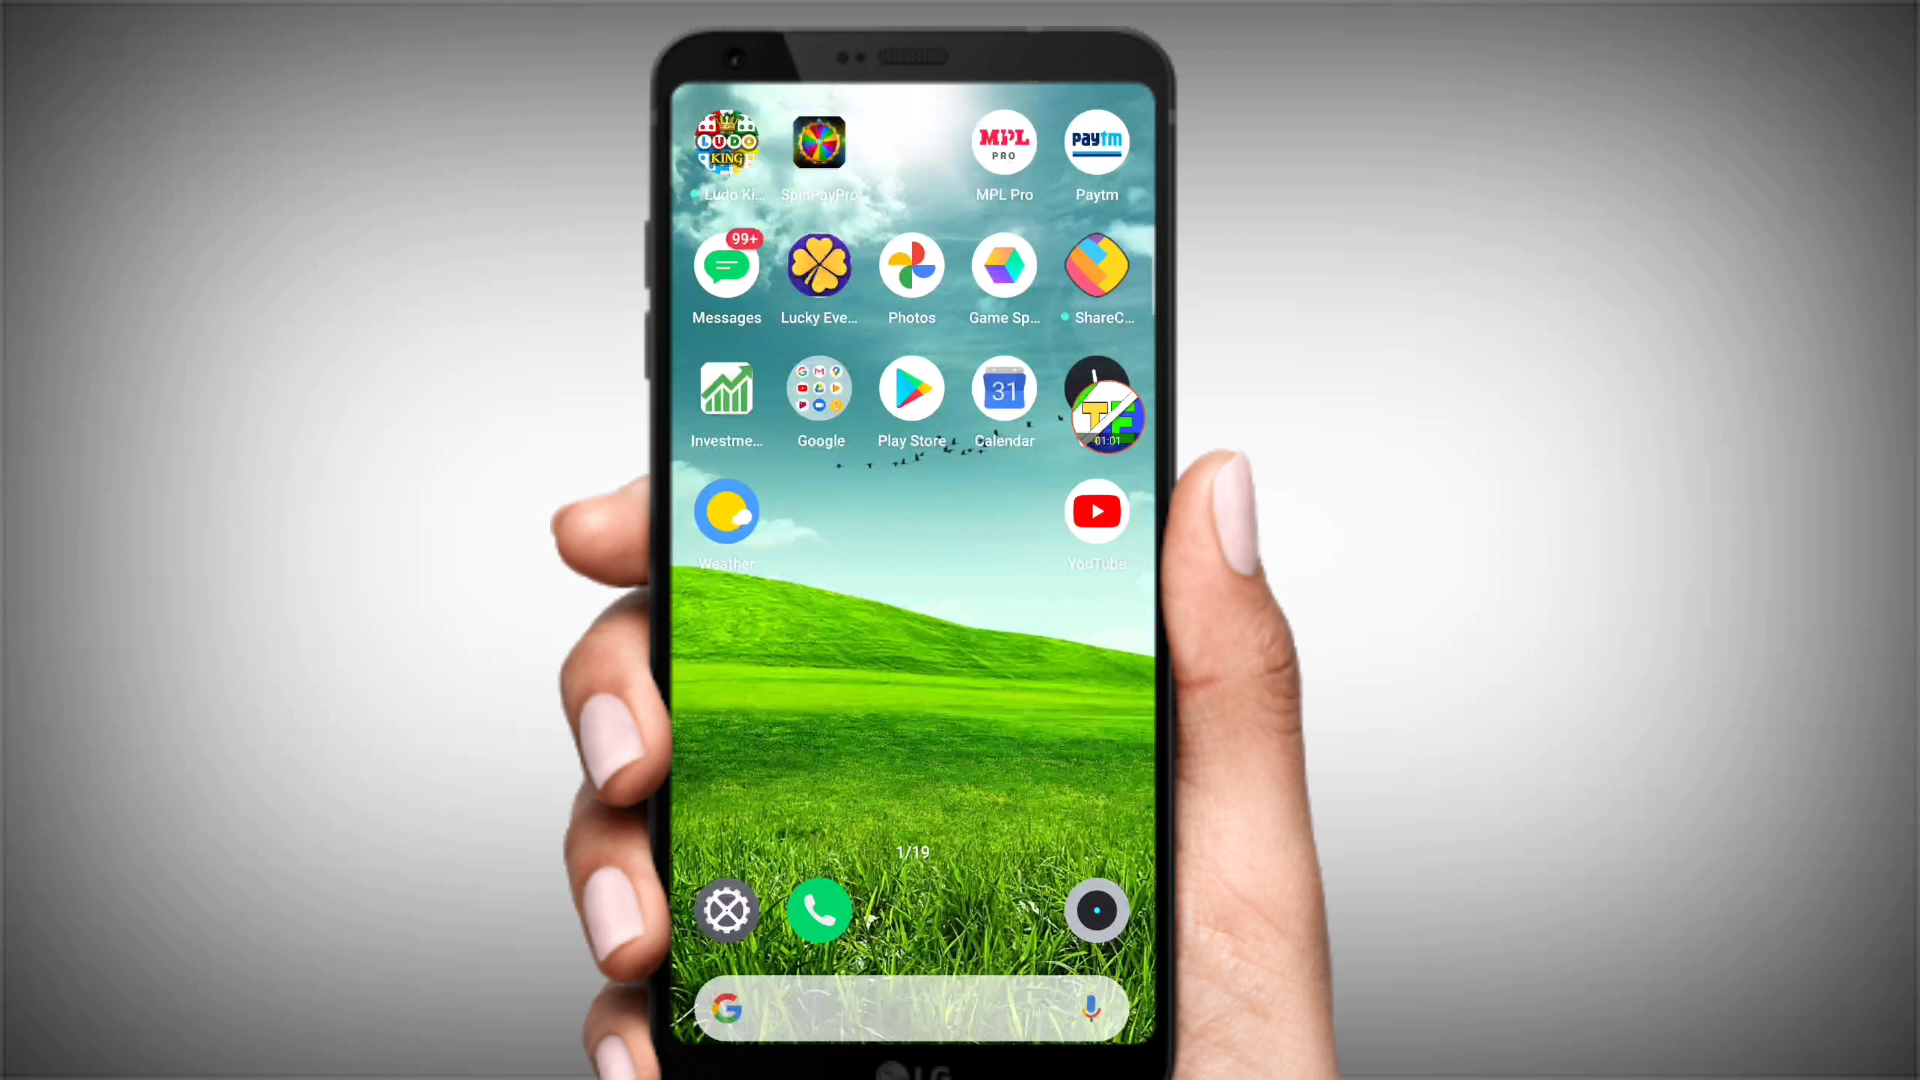 LUDO
KING
MPL
PRO
paytm
Ludo Ki...
SpinPayPro
MPL Pro
Paytm
99+
Messages
Lucky Eve...
Photos
Game Sp...
ShareC...
31
TF
01:01
Investme...
Google
Play Store
Calendar
Weather
YouTube
1/19
G
LG